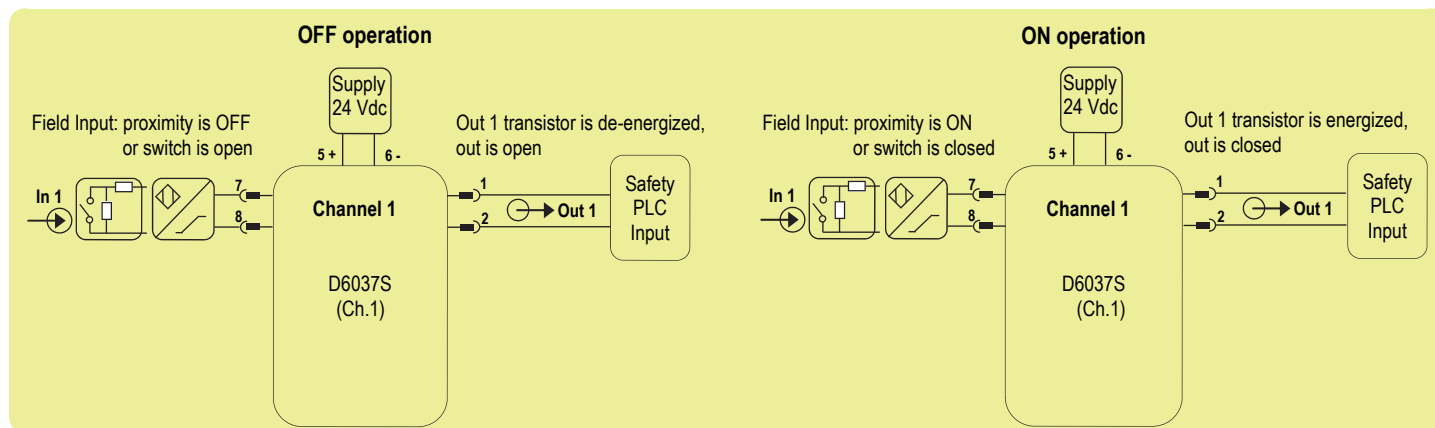 OFF operation
Supply
24 Vdc
Field Input: proximity is OFF
or switch is open
Out 1 transistor is de-energized,
out is open
5 +
6 -
In 1
7
8
Channel 1
1
2
Out 1
Safety
PLC
Input
D6037S
(Ch.1)
ON operation
Supply
24 Vdc
Field Input: proximity is ON
or switch is closed
Out 1 transistor is energized,
out is closed
5 +
6 -
In 1
7
8
Channel 1
1
2
Out 1
Safety
PLC
Input
D6037S
(Ch.1)